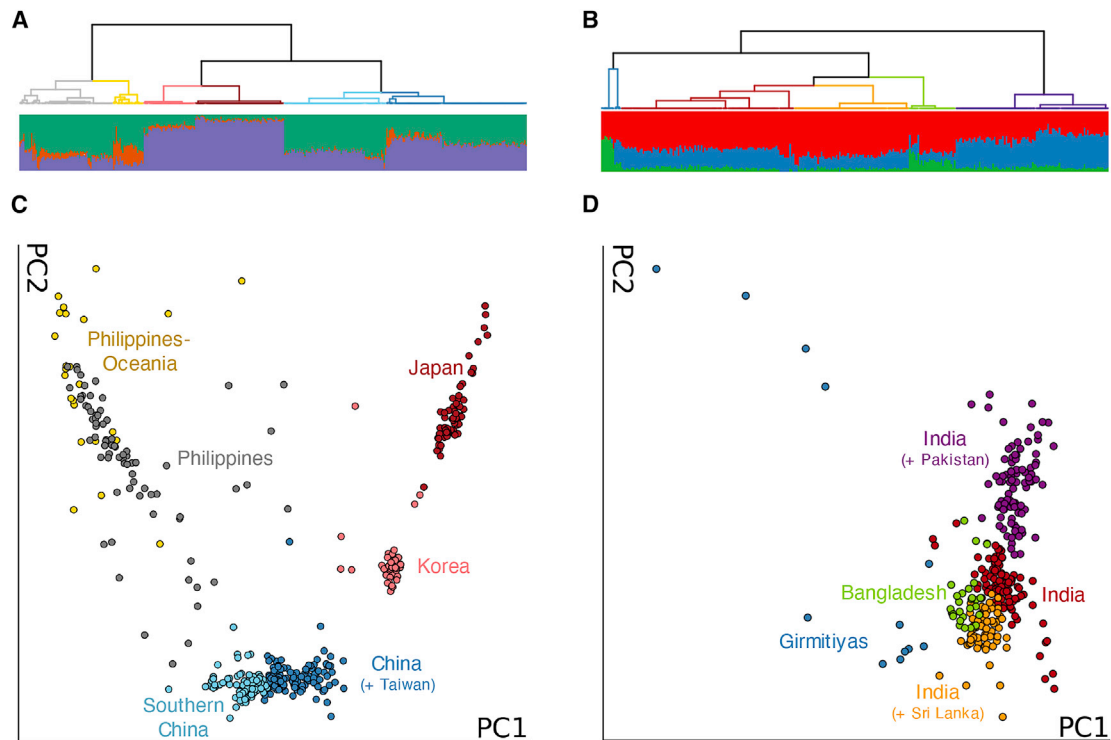 A
B
C
D
PC2
Philippines-
Oceania
Japan
Philippines
Korea
China
(+ Taiwan)
Southern
China
PC1
PC2
India
(+ Pakistan)
Bangladesh
India
Girmitiyas
India
(+ Sri Lanka)
PC1